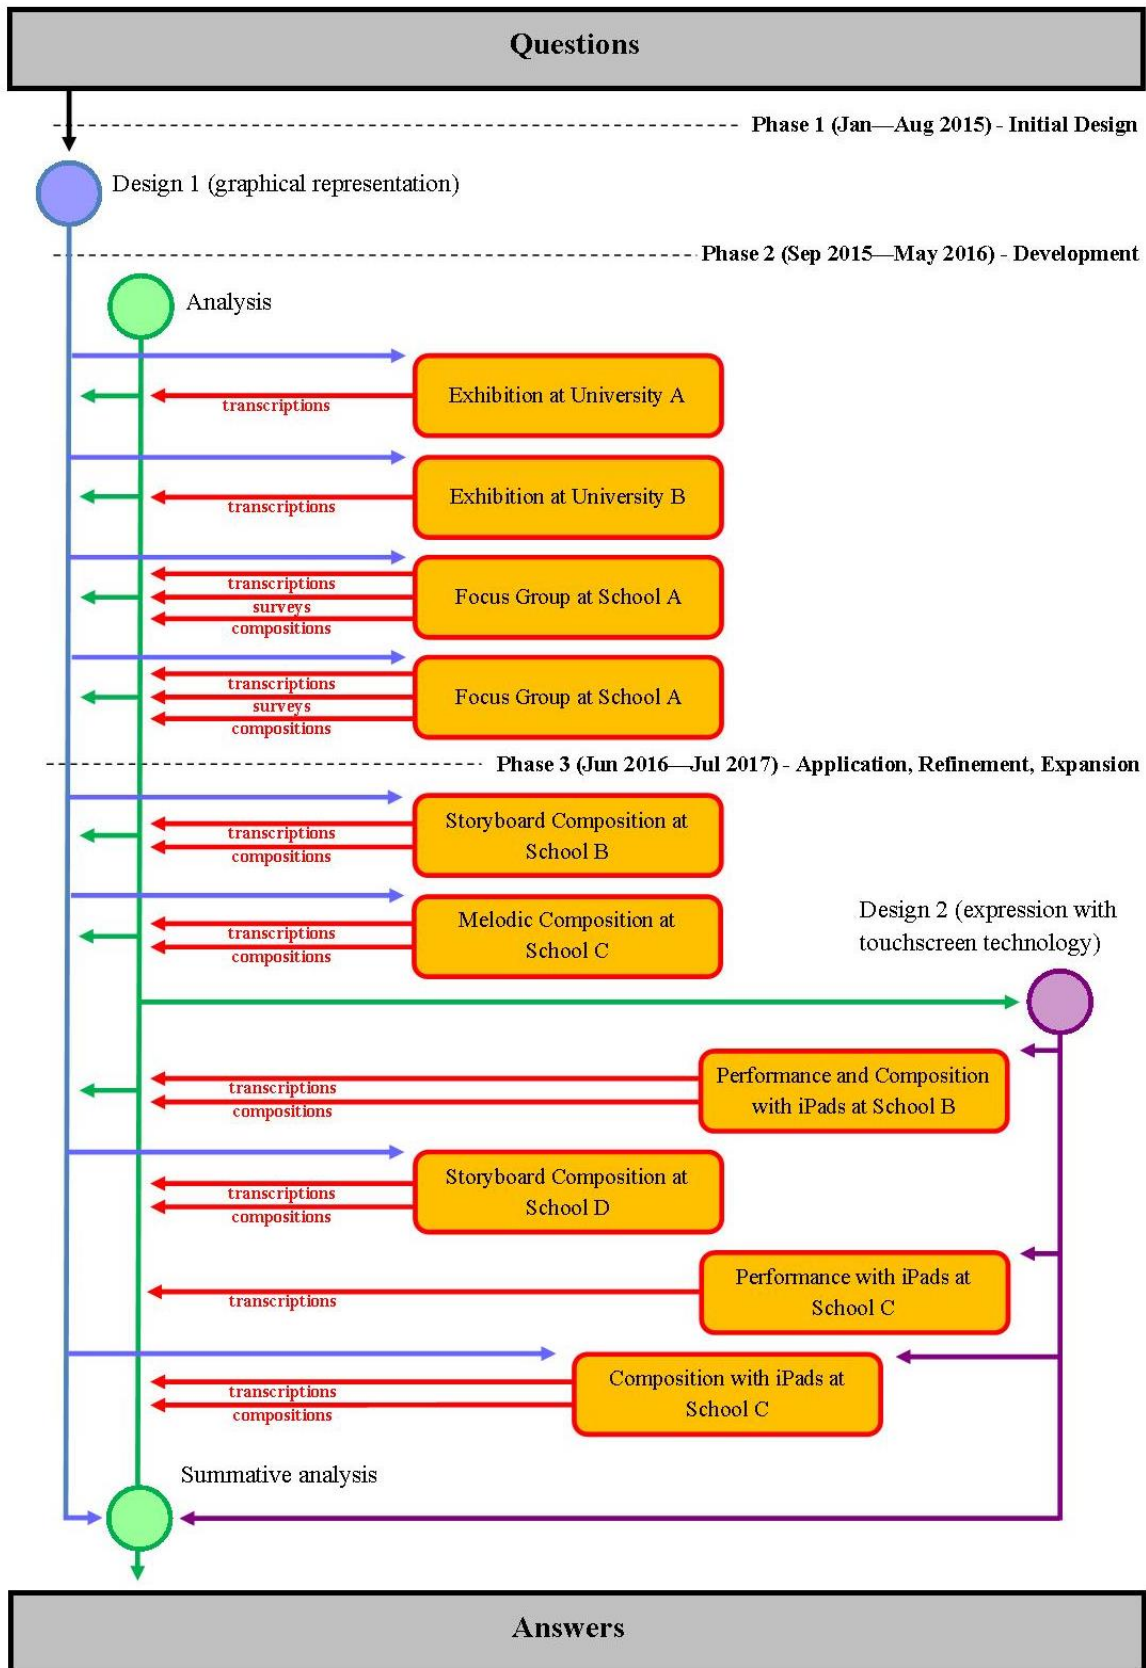 Questions
Phase 1 (Jan—Aug 2015) - Initial Design
Design 1 (graphical representation)
Phase 2 (Sep 2015—May 2016) - Development
Analysis
Exhibition at University A
transcriptions
Exhibition at University B
transcriptions
transcriptions
Focus Group at School A
surveys
compositions
transcriptions
Focus Group at School A
surveys
compositions
Phase 3 (Jun 2016—Jul 2017) - Application, Refinement, Expansion
Storyboard Composition at
School B
transcriptions
compositions
Melodic Composition at
School C
transcriptions
compositions
Design 2 (expression with
touchscreen technology)
Performance and Composition
with iPads at School B
transcriptions
compositions
Storyboard Composition at
School D
transcriptions
compositions
Performance with iPads at
School C
transcriptions
Composition with iPads at
School C
transcriptions
compositions
Summative analysis
Answers